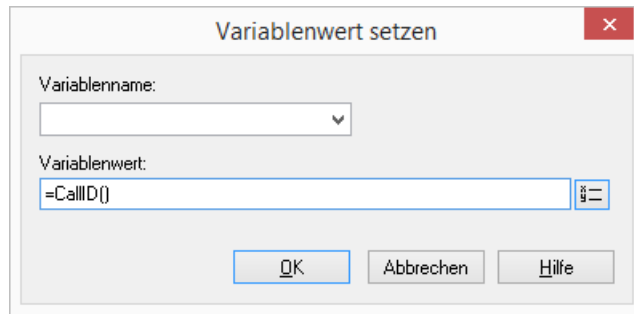 Variablenwert setzen
Variablenname:
Variablenwert:
=CallID()
OK
Abbrechen
Hilfe